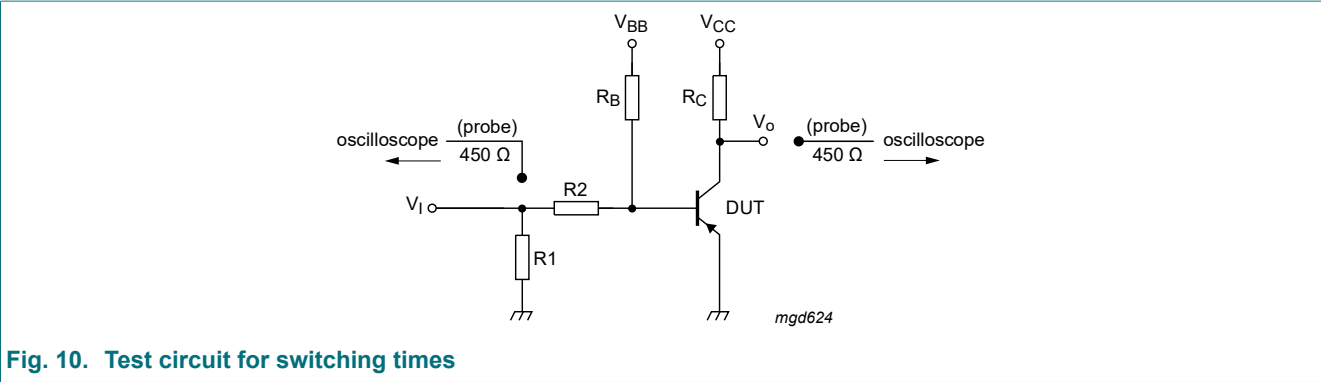 VBB
VCC
RB
RC
Vo
oscilloscope
(probe)
450 Ω
(probe)
450 Ω
oscilloscope
R2
VI
DUT
R1
mgd624
Fig. 10. Test circuit for switching times